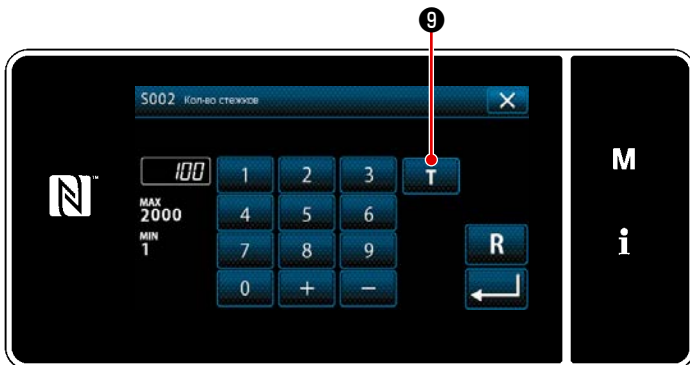 9
S002 Кол-во стежков
100 1 2 3 T
MAX
2000 4 5 6
MIN
1 7 8 9 R
0 + −
M
i
N